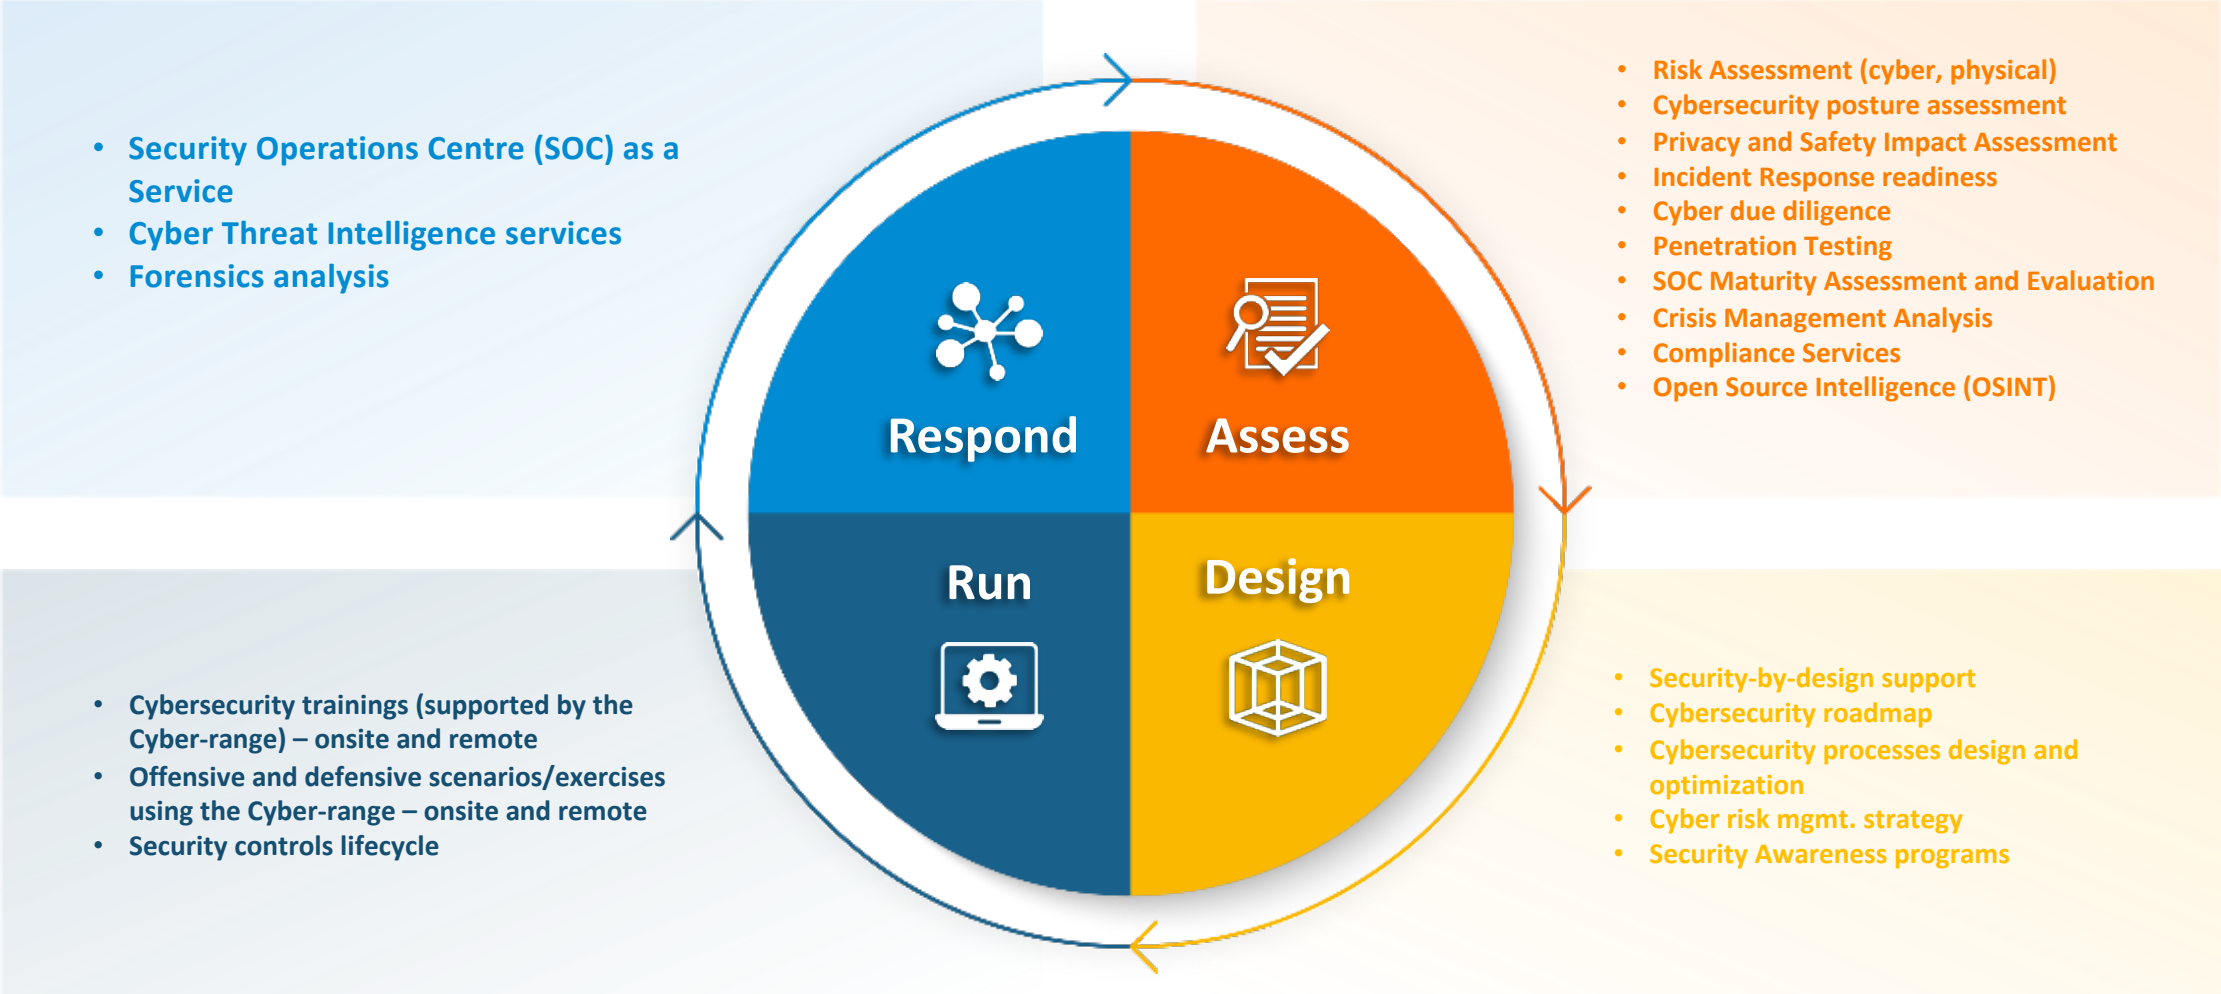 • Security Operations Centre (SOC) as a
Service
• Cyber Threat Intelligence services
• Forensics analysis
• Risk Assessment (cyber, physical)
• Cybersecurity posture assessment
• Privacy and Safety Impact Assessment
• Incident Response readiness
• Cyber due diligence
• Penetration Testing
• SOC Maturity Assessment and Evaluation
• Crisis Management Analysis
• Compliance Services
• Open Source Intelligence (OSINT)
Respond
Assess
Run
Design
• Cybersecurity trainings (supported by the
Cyber-range) – onsite and remote
• Offensive and defensive scenarios/exercises
using the Cyber-range – onsite and remote
• Security controls lifecycle
• Security-by-design support
• Cybersecurity roadmap
• Cybersecurity processes design and
optimization
• Cyber risk mgmt. strategy
• Security Awareness programs